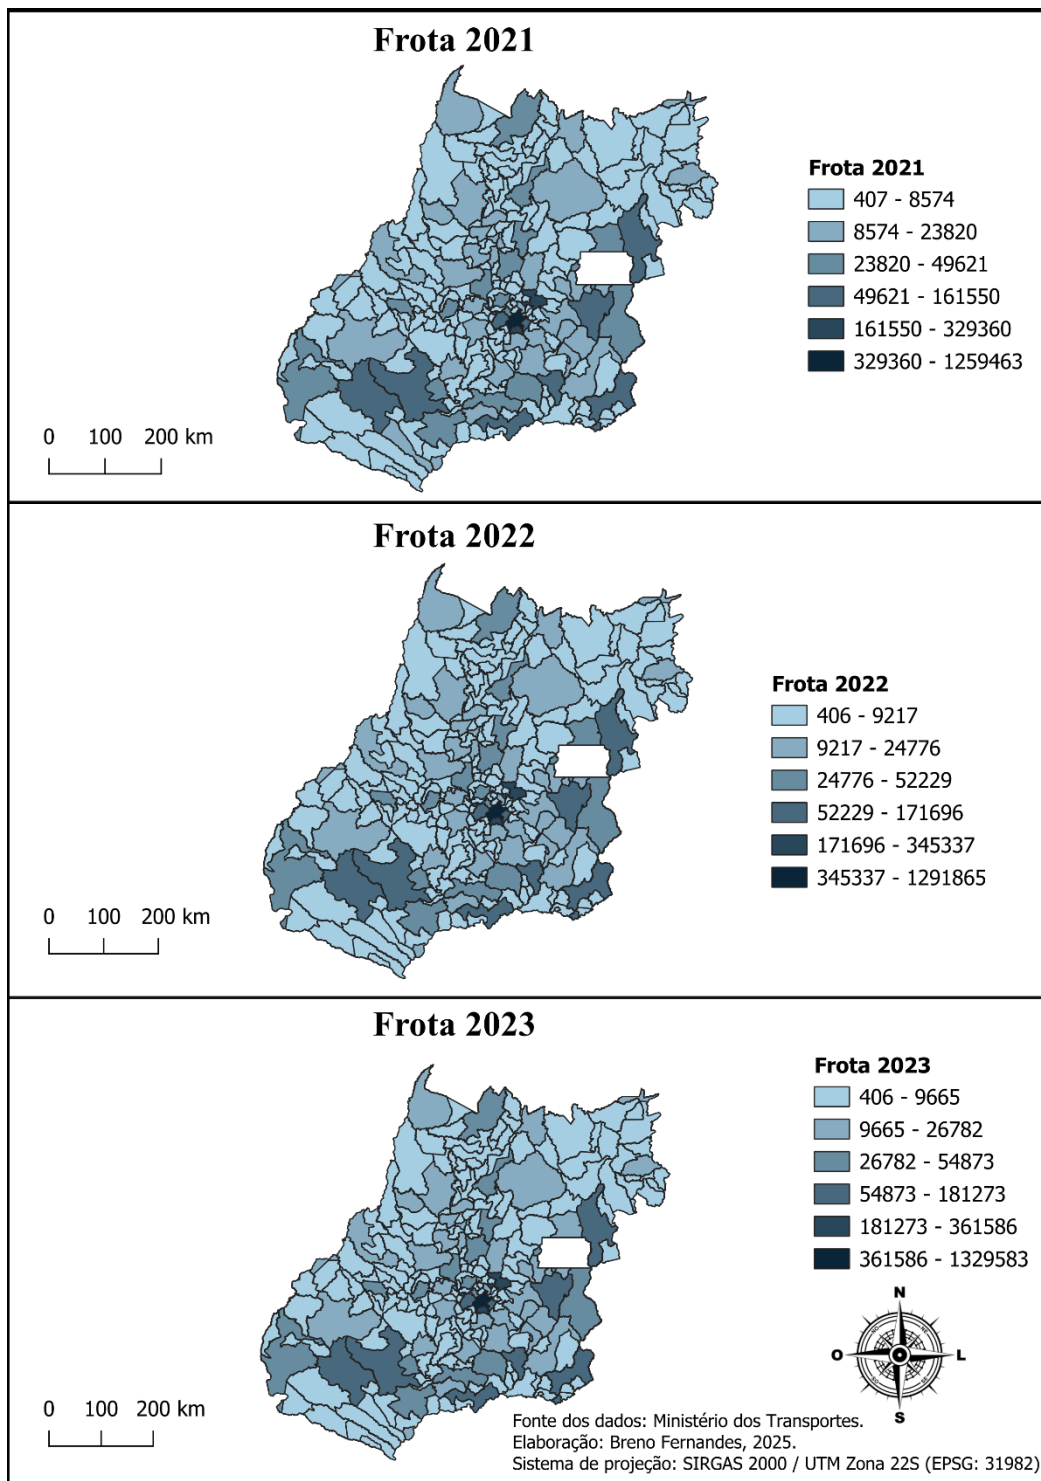 Frota 2021
Frota 2021
407 - 8574
8574 - 23820
23820 - 49621
49621 - 161550
161550 - 329360
329360 - 1259463
0 100 200 km
Frota 2022
Frota 2022
406 - 9217
9217 - 24776
24776 - 52229
52229 - 171696
171696 - 345337
345337 - 1291865
0 100 200 km
Frota 2023
Frota 2023
406 - 9665
9665 - 26782
26782 - 54873
54873 - 181273
181273 - 361586
361586 - 1329583
N
O L
S
0 100 200 km
Fonte dos dados: Ministério dos Transportes.
Elaboração: Breno Fernandes, 2025.
Sistema de projeção: SIRGAS 2000 / UTM Zona 22S (EPSG: 31982)